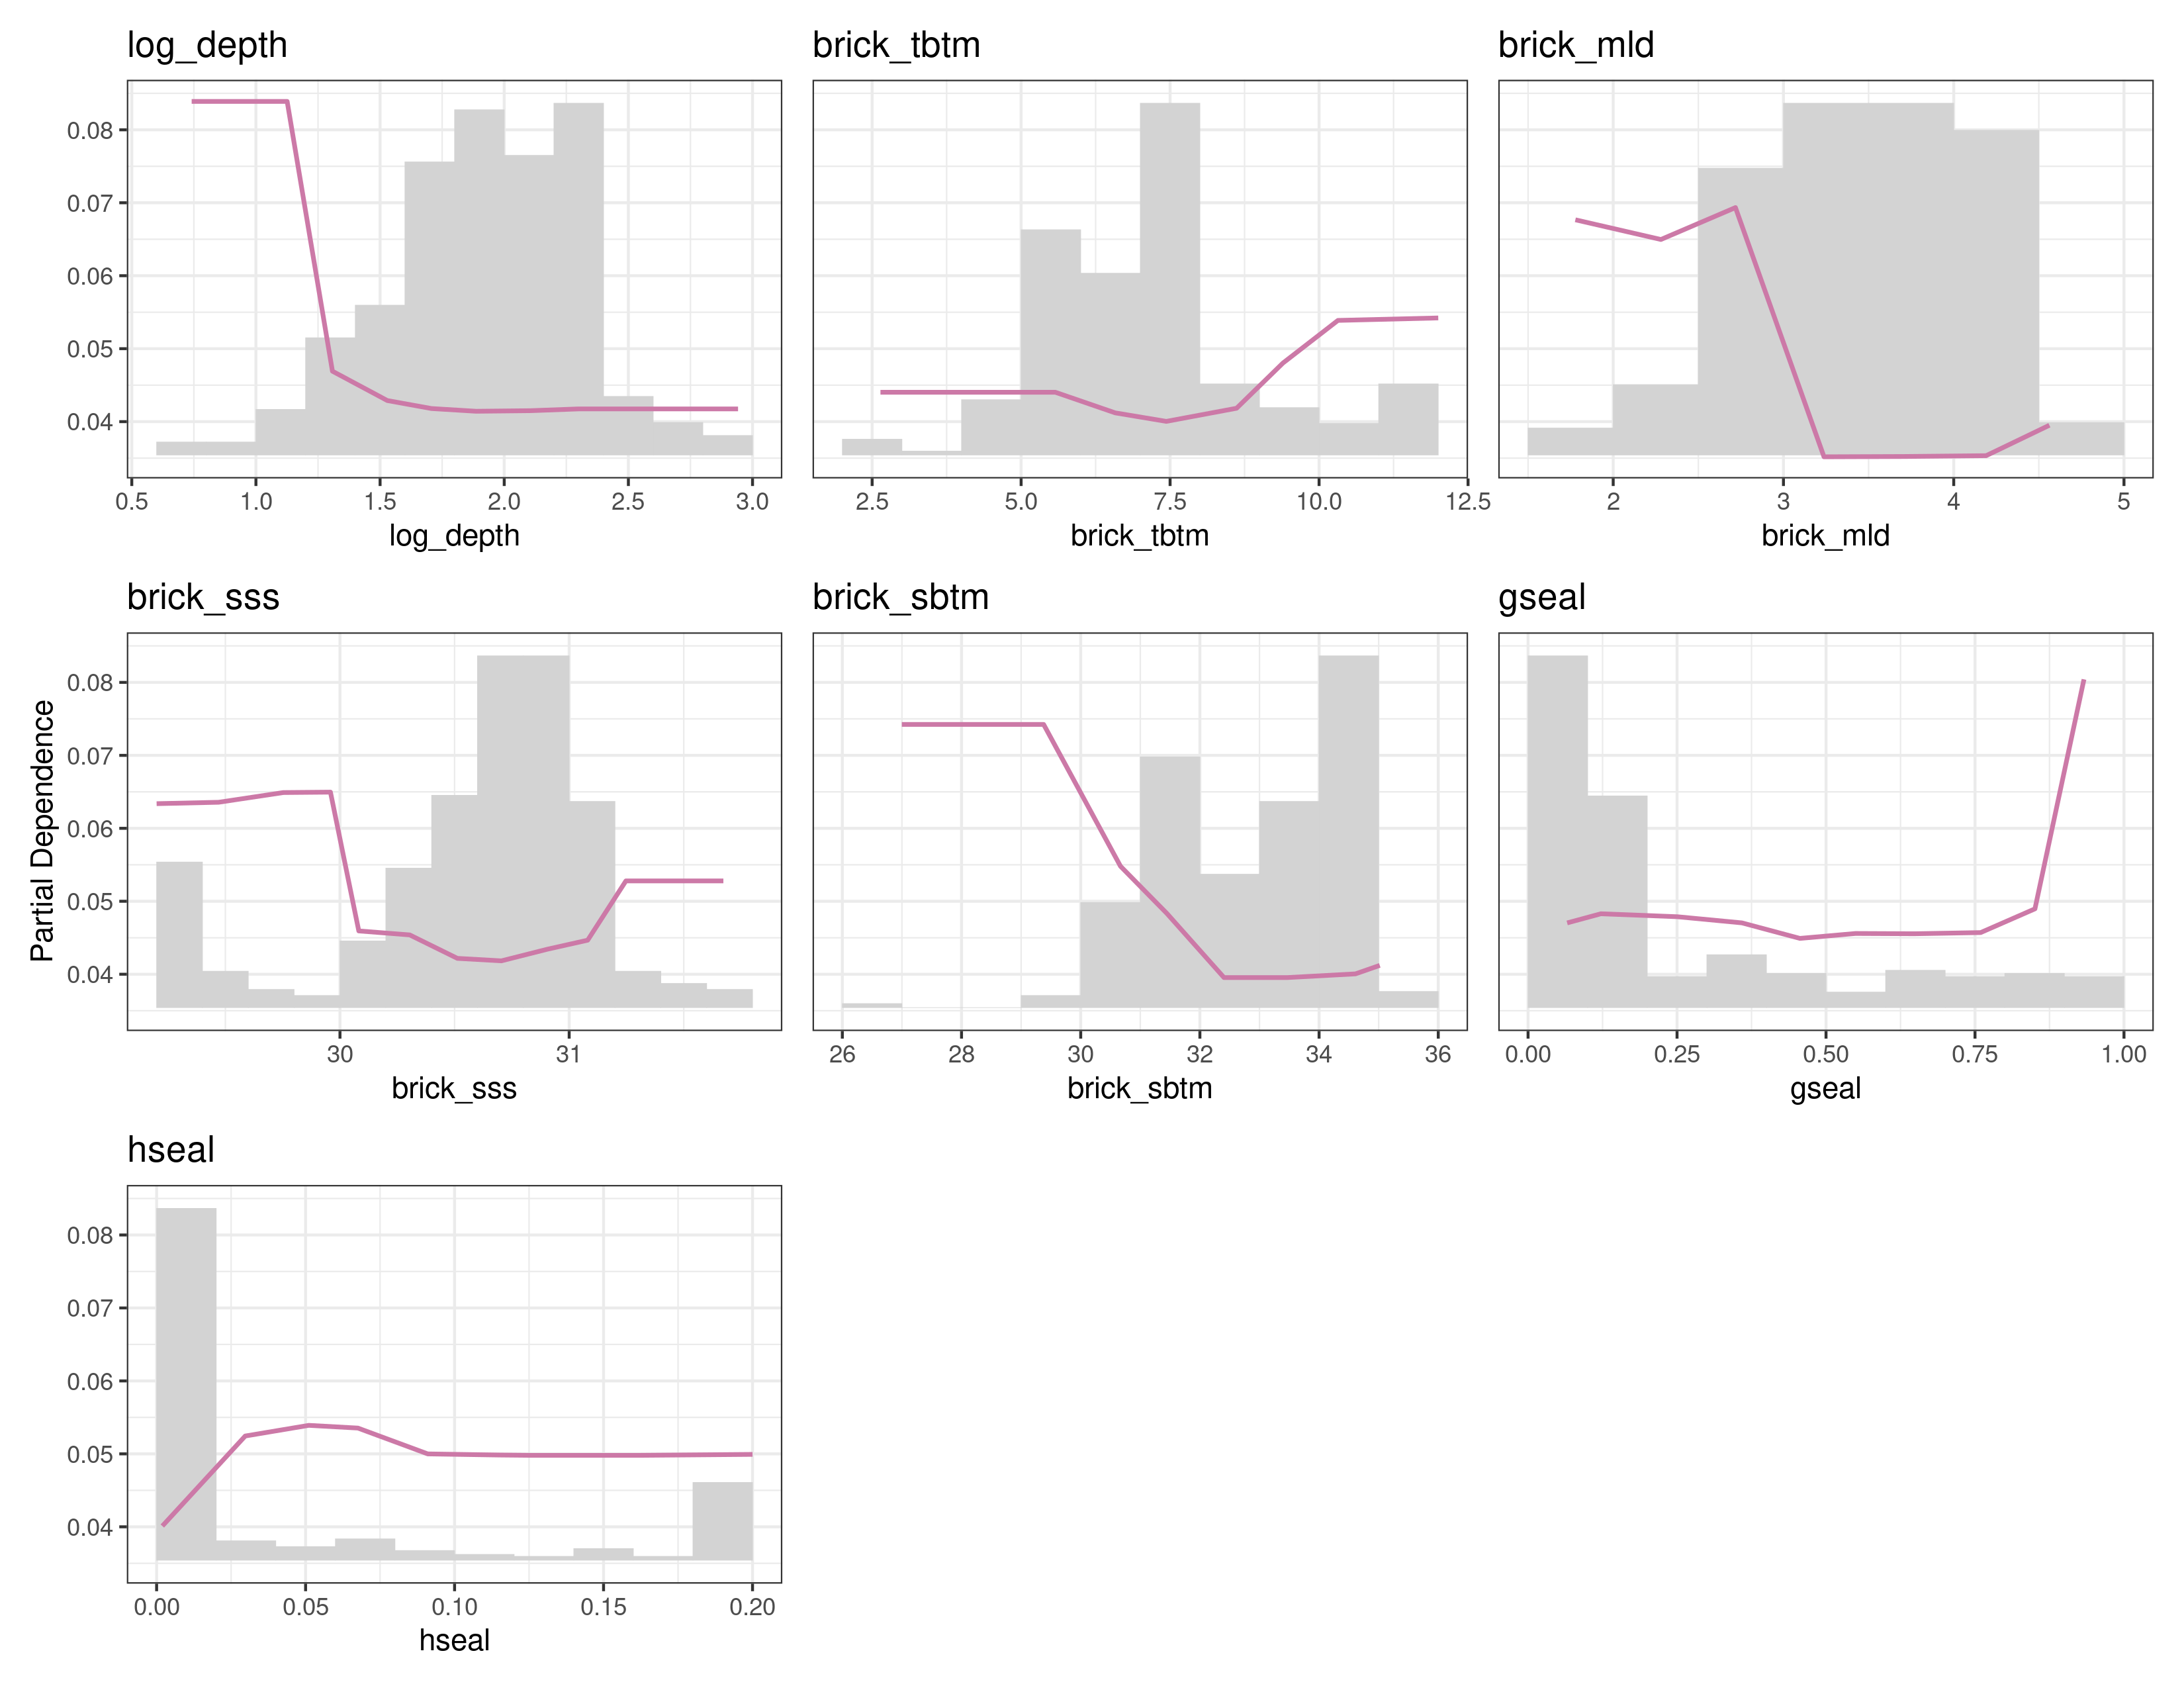 log_depth
brick_tbtm
brick_mld
0.08
0.07
0.06
0.05
0.04
0.5 1.0 1.5 2.0 2.5 3.0
2.5 5.0 7.5 10.0 12.5
2 3 4 5
log_depth
brick_tbtm
brick_mld
brick_sss
brick_sbtm
gseal
Partial Dependence
0.08
0.07
0.06
0.05
0.04
30 31
26 28 30 32 34 36
0.00 0.25 0.50 0.75 1.00
brick_sss
brick_sbtm
gseal
hseal
0.08
0.07
0.06
0.05
0.04
0.00 0.05 0.10 0.15 0.20
hseal